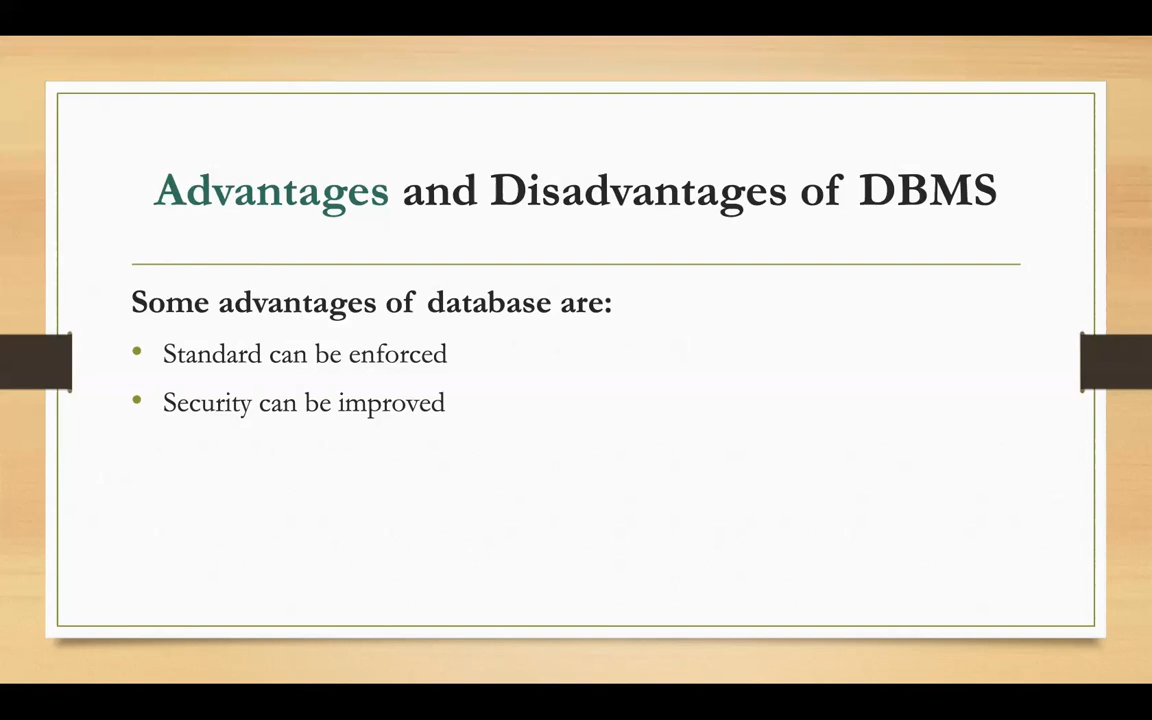 Advantages and Disadvantages of DBMS
Some advantages of database are:
• Standard can be enforced
• Security can be improved